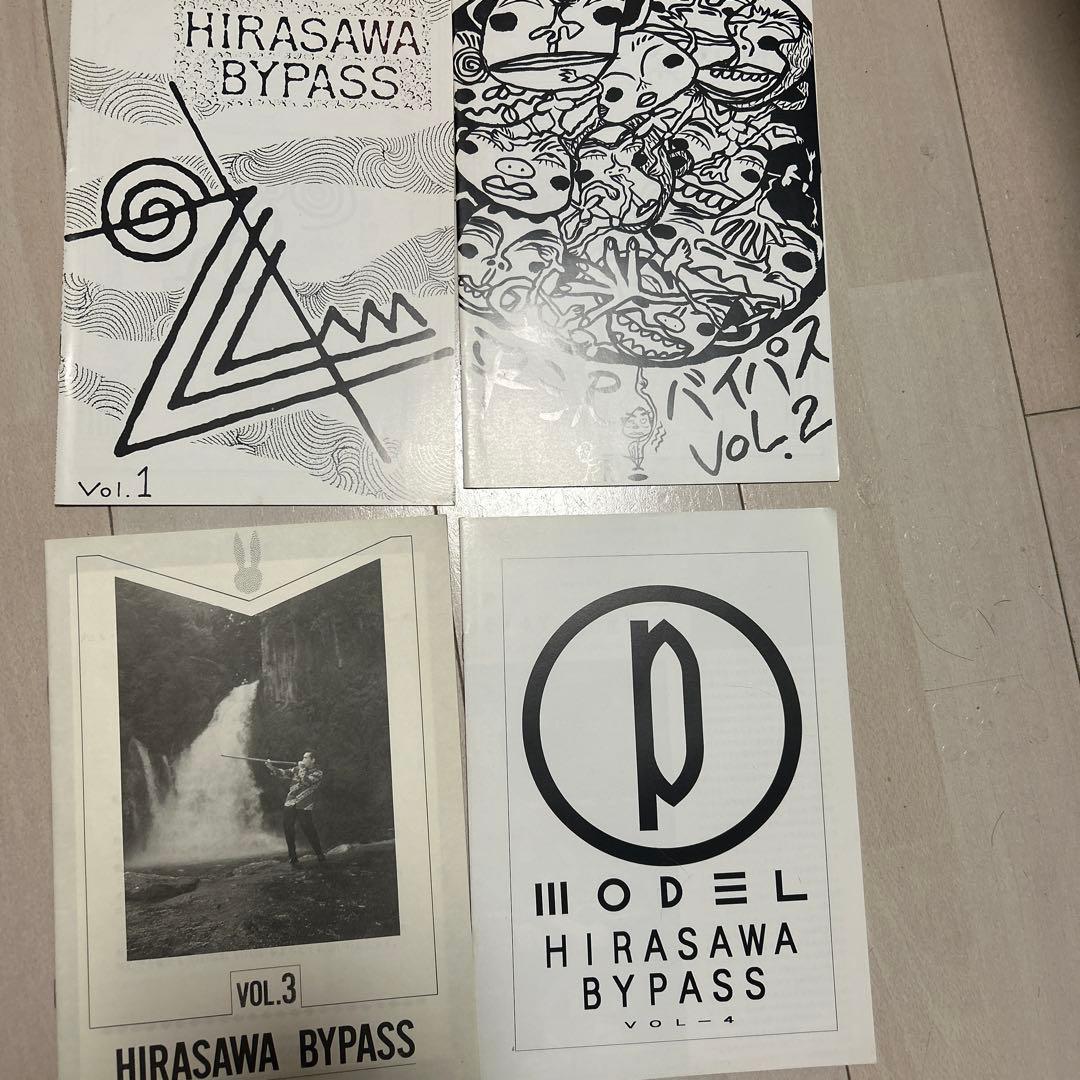 HIRASAWA
BYPASS
Vol.1
バイパス
VOL.2
VOL.3
HIRASAWA BYPASS
P
MODEL
HIRASAWA
BYPASS
VOL-4